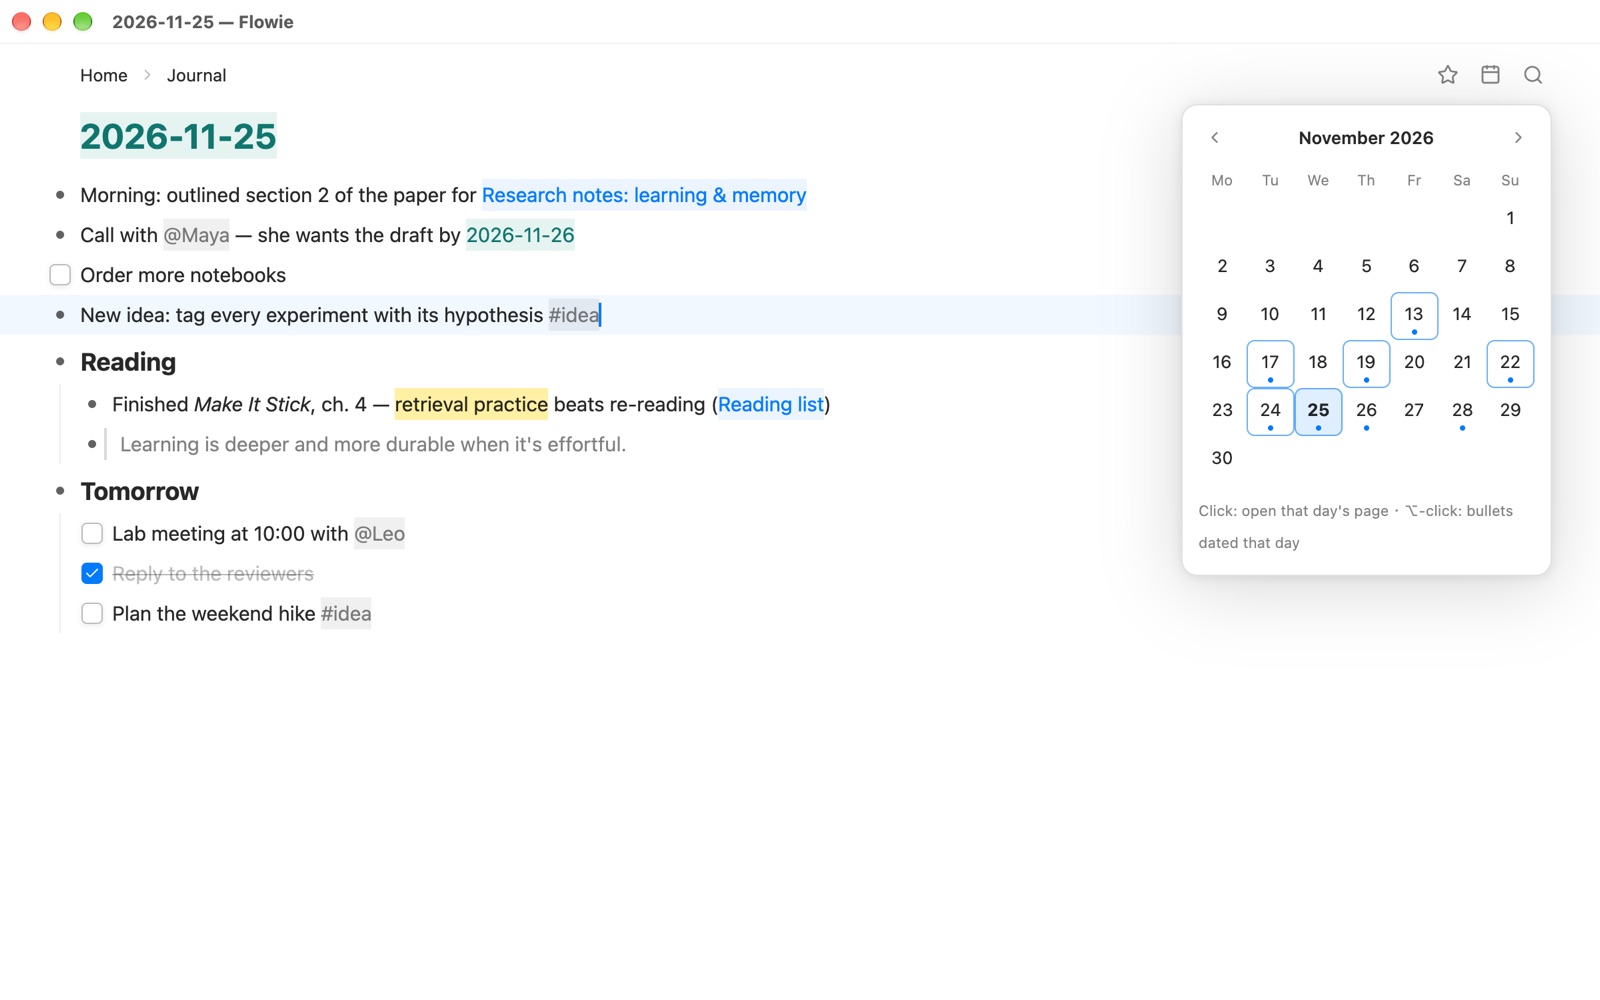 2026-11-25 — Flowie
Home Journal
2026-11-25
Morning: outlined section 2 of the paper for Research notes: learning & memory
Call with @Maya — she wants the draft by 2026-11-26
Order more notebooks
New idea: tag every experiment with its hypothesis #idea
Reading
Finished Make It Stick, ch. 4 — retrieval practice beats re-reading (Reading list)
Learning is deeper and more durable when it's effortful.
Tomorrow
Lab meeting at 10:00 with @Leo
Reply to the reviewers
Plan the weekend hike #idea
November 2026
Mo Tu We Th Fr Sa Su
1
2 3 4 5 6 7 8
9 10 11 12 13 14 15
16 17 18 19 20 21 22
23 24 25 26 27 28 29
30
Click: open that day's page · ⌥-click: bullets
dated that day